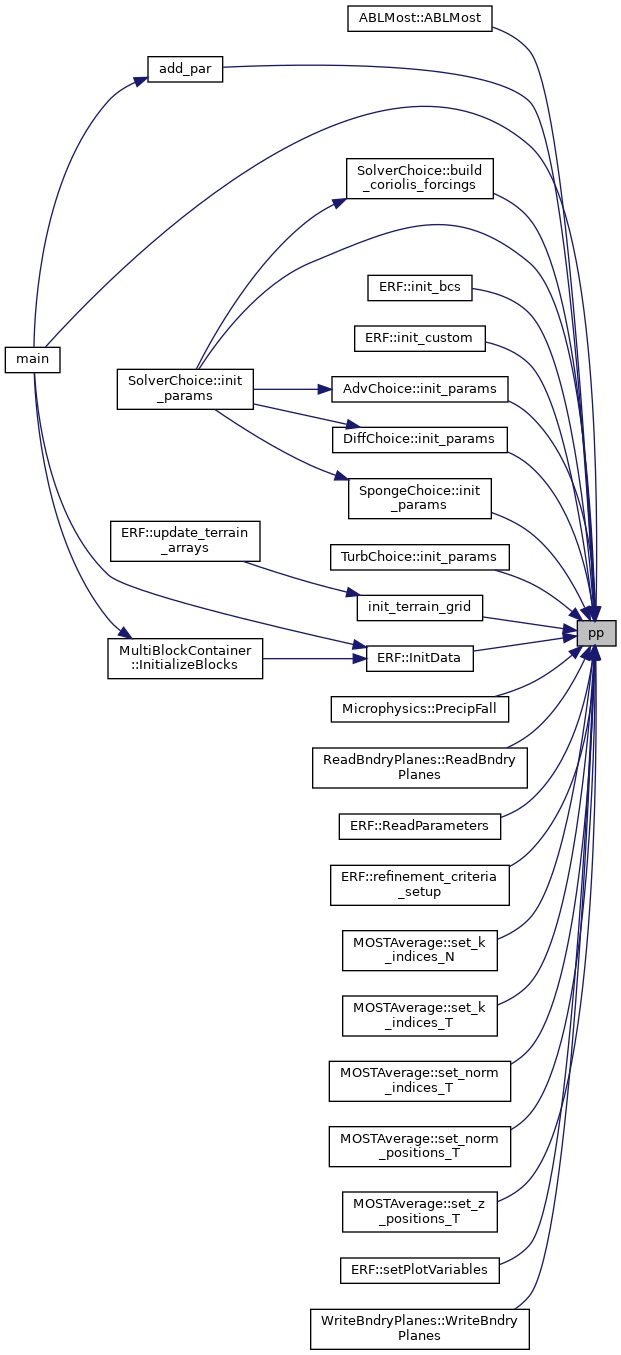 ABLMost::ABLMost
add_par
SolverChoice::build
_coriolis_forcings
ERF::init_bcs
ERF::init_custom
main
SolverChoice::init
_params
AdvChoice::init_params
DiffChoice::init_params
SpongeChoice::init
_params
ERF::update_terrain
_arrays
TurbChoice::init_params
init_terrain_grid
pp
MultiBlockContainer
::InitializeBlocks
ERF::InitData
Microphysics::PrecipFall
ReadBndryPlanes::ReadBndry
Planes
ERF::ReadParameters
ERF::refinement_criteria
_setup
MOSTAverage::set_k
_indices_N
MOSTAverage::set_k
_indices_T
MOSTAverage::set_norm
_indices_T
MOSTAverage::set_norm
_positions_T
MOSTAverage::set_z
_positions_T
ERF::setPlotVariables
WriteBndryPlanes::WriteBndry
Planes